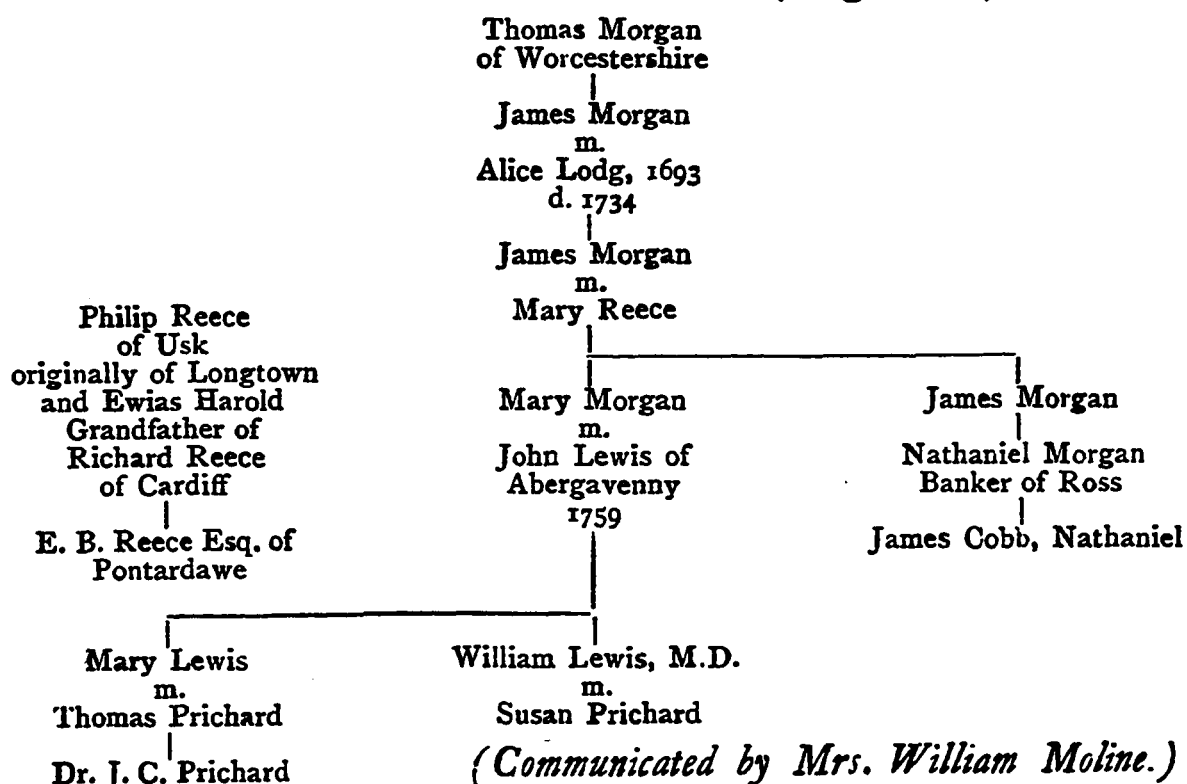 Thomas Morgan
of Worcestershire
James Morgan
m.
Alice Lodg, 1693
d. 1734
James Morgan
m.
Mary Reece
Philip Reece
of Usk
originally of Longtown
and Ewias Harold
Grandfather of
Richard Reece
of Cardiff
E. B. Reece Esq. of
Pontardawe
Mary Morgan
m.
John Lewis of
Abergavenny
1759
James Morgan
Nathaniel Morgan
Banker of Ross
James Cobb, Nathaniel
Mary Lewis
m.
Thomas Prichard
Dr. J. C. Prichard
William Lewis, M.D.
m.
Susan Prichard
(Communicated by Mrs. William Moline.)